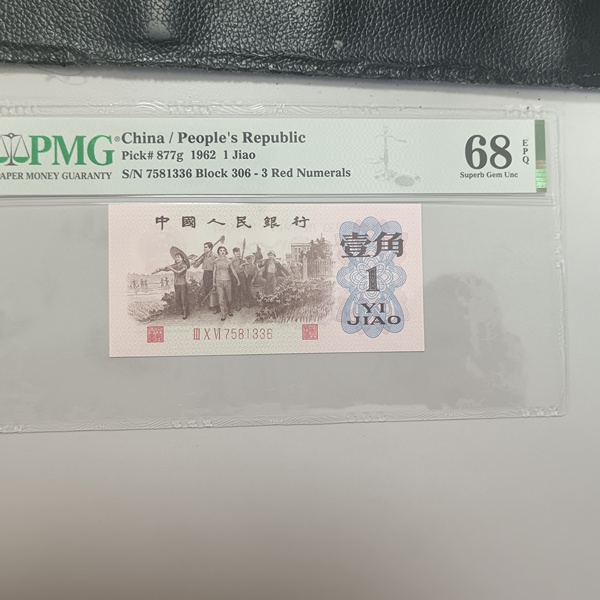 PMG
PAPER MONEY GUARANTY
China / People's Republic
Pick# 877g 1962 1 Jiao
S/N 7581336 Block 306 - 3 Red Numerals
68 EPQ
Superb Gem Unc
中國人民銀行
壹角
1
YI
JIAO
III X VI 7581336